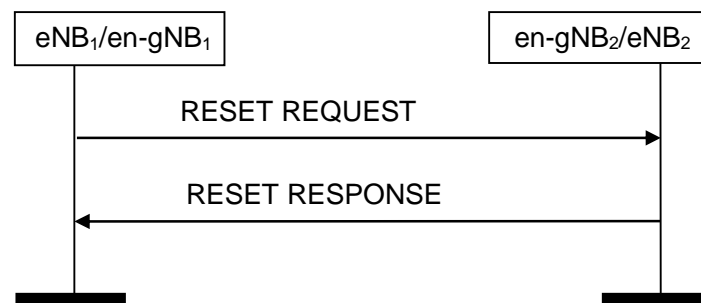 eNB₁/en-gNB₁
en-gNB₂/eNB₂
RESET REQUEST
RESET RESPONSE